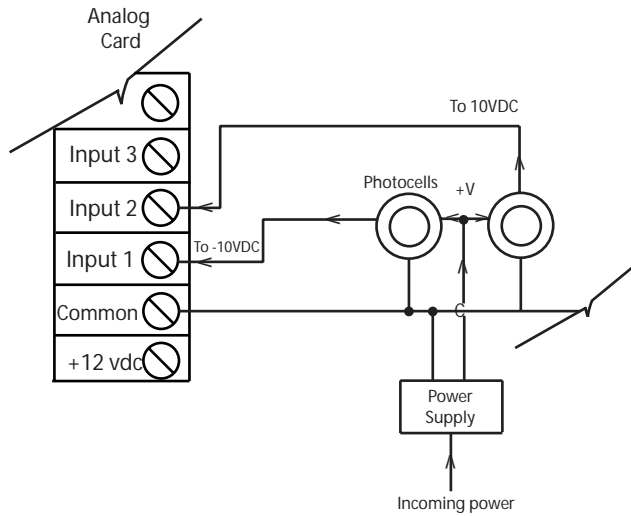 Analog
Card
To 10VDC
Input 3
Photocells
+V
Input 2
To -10VDC
Input 1
Common
C
+12 vdc
Power
Supply
Incoming power